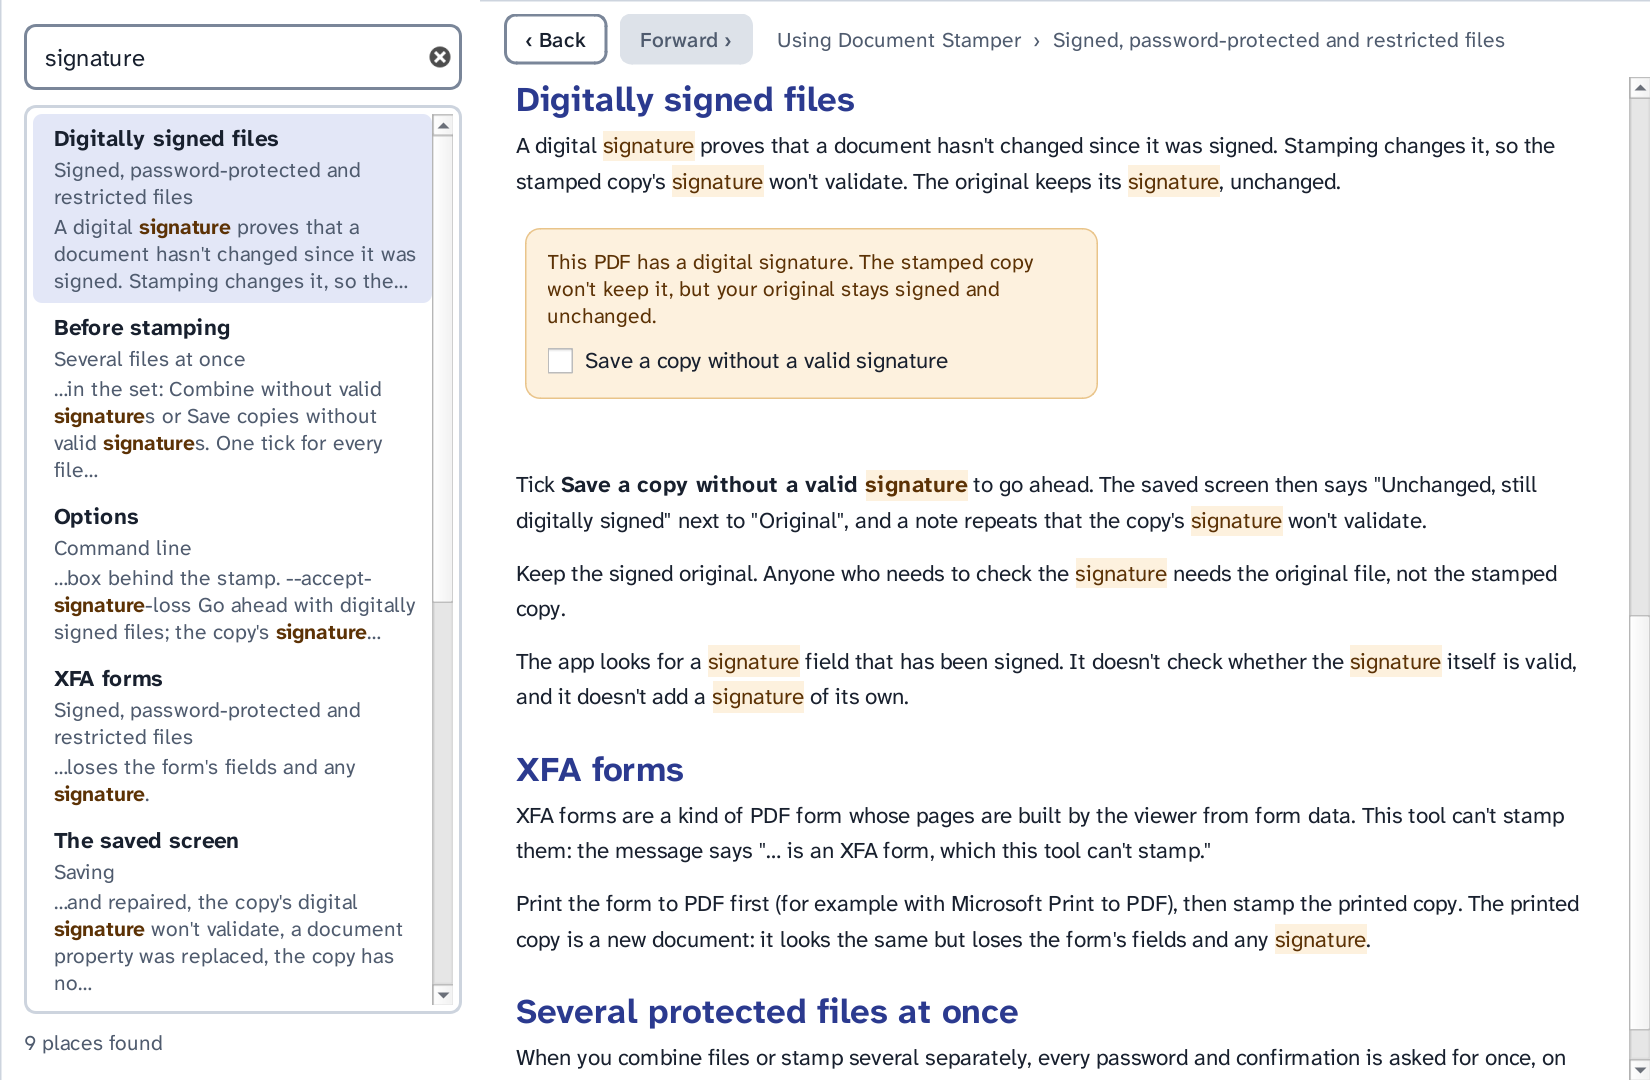 signature
Digitally signed files
Signed, password-protected and
restricted files
A digital signature proves that a
document hasn't changed since it was
signed. Stamping changes it, so the...
Before stamping
Several files at once
...in the set: Combine without valid
signatures or Save copies without
valid signatures. One tick for every
file...
Options
Command line
...box behind the stamp. --accept-
signature-loss Go ahead with digitally
signed files; the copy's signature...
XFA forms
Signed, password-protected and
restricted files
...loses the form's fields and any
signature.
The saved screen
Saving
...and repaired, the copy's digital
signature won't validate, a document
property was replaced, the copy has
no...
9 places found
‹ Back
Forward ›
Using Document Stamper › Signed, password-protected and restricted files
Digitally signed files
A digital signature proves that a document hasn't changed since it was signed. Stamping changes it, so the
stamped copy's signature won't validate. The original keeps its signature, unchanged.
This PDF has a digital signature. The stamped copy
won't keep it, but your original stays signed and
unchanged.
Save a copy without a valid signature
Tick Save a copy without a valid signature to go ahead. The saved screen then says "Unchanged, still
digitally signed" next to "Original", and a note repeats that the copy's signature won't validate.
Keep the signed original. Anyone who needs to check the signature needs the original file, not the stamped
copy.
The app looks for a signature field that has been signed. It doesn't check whether the signature itself is valid,
and it doesn't add a signature of its own.
XFA forms
XFA forms are a kind of PDF form whose pages are built by the viewer from form data. This tool can't stamp
them: the message says "... is an XFA form, which this tool can't stamp."
Print the form to PDF first (for example with Microsoft Print to PDF), then stamp the printed copy. The printed
copy is a new document: it looks the same but loses the form's fields and any signature.
Several protected files at once
When you combine files or stamp several separately, every password and confirmation is asked for once, on